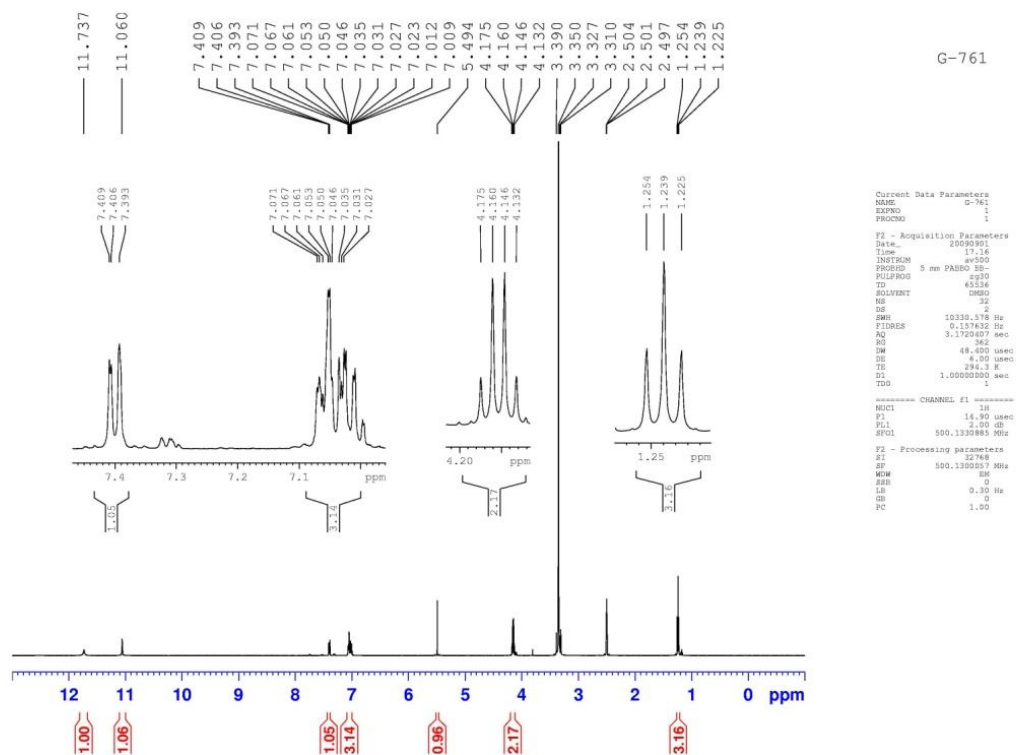 11.737
11.060
7.409
7.406
7.393
7.071
7.067
7.061
7.053
7.050
7.046
7.035
7.031
7.027
7.023
7.012
7.009
5.494
4.175
4.160
4.146
4.132
3.390
3.350
3.327
3.310
2.504
2.501
2.497
1.254
1.239
1.225
G-761
7.409
7.406
7.393
7.071
7.067
7.061
7.053
7.050
7.046
7.035
7.031
7.027
4.175
4.160
4.146
4.132
1.254
1.239
1.225
7.4 7.3 7.2 7.1 ppm
4.20 ppm
1.25 ppm
1.05
3.14
2.17
3.16
Current Data Parameters
NAME G-761
EXPNO 1
PROCNO 1
F2 - Acquisition Parameters
Date_ 20090901
Time 17.16
INSTRUM av500
PROBHD 5 mm PABBO BB-
PULPROG zg30
TD 65536
SOLVENT DMSO
NS 32
DS 2
SWH 10330.578 Hz
FIDRES 0.157632 Hz
AQ 3.1720407 sec
RG 362
DW 48.400 usec
DE 6.00 usec
TE 294.3 K
D1 1.00000000 sec
TD0 1
======== CHANNEL f1 ========
NUC1 1H
P1 14.90 usec
PL1 2.00 dB
SFO1 500.1330885 MHz
F2 - Processing parameters
SI 32768
SF 500.1300057 MHz
WDW EM
SSB 0
LB 0.30 Hz
GB 0
PC 1.00
12 11 10 9 8 7 6 5 4 3 2 1 0 ppm
1.00
1.06
1.05
3.14
0.96
2.17
3.16